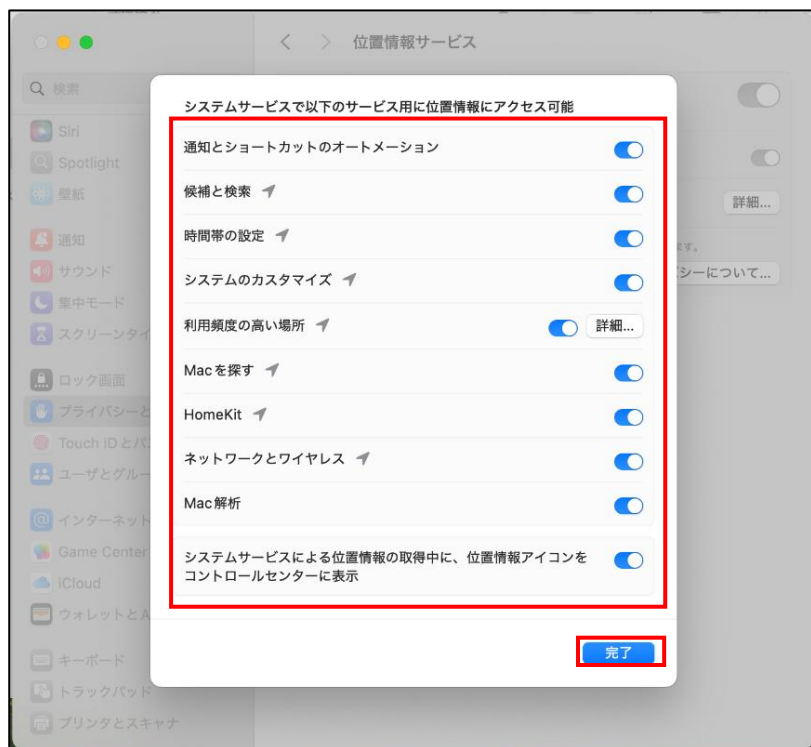 位置情報サービス
検索
Siri
Spotlight
壁紙
通知
サウンド
集中モード
スクリーンタイ
ロック画面
プライバシーと
Touch IDとパ
ユーザとグルー
インターネット
Game Center
iCloud
ウォレットとA
キーボード
トラックパッド
プリンタとスキャナ
システムサービスで以下のサービス用に位置情報にアクセス可能
通知とショートカットのオートメーション
候補と検索
時間帯の設定
システムのカスタマイズ
利用頻度の高い場所 詳細...
Macを探す
HomeKit
ネットワークとワイヤレス
Mac解析
システムサービスによる位置情報の取得中に、位置情報アイコンを
コントロールセンターに表示
完了
詳細...
ます。
シーについて...